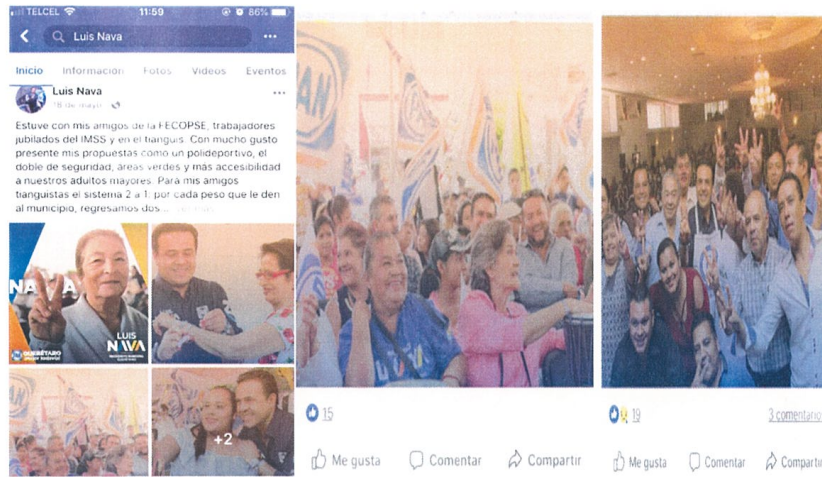 TELCEL 11:59 86%
Luis Nava
Inicio Información Fotos Videos Eventos
Luis Nava
18 de mayo
Estuve con mis amigos de la FECOPSE, trabajadores
jubilados del IMSS y en el tianguis. Con mucho gusto
presente mis propuestas como un polideportivo, el
doble de seguridad, áreas verdes y más accesibilidad
a nuestros adultos mayores. Para mis amigos
tianguistas el sistema 2 a 1: por cada peso que le den
al municipio, regresamos dos...
NAVA
LUIS
NAVA
QUERÉTARO
+2
PAN
15
Me gusta Comentar Compartir
19 3 comentario
Me gusta Comentar Compartir